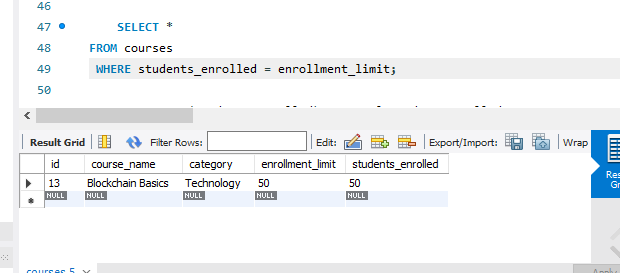 46
47 SELECT *
48 FROM courses
49 WHERE students_enrolled = enrollment_limit;
50
Result Grid Filter Rows: Edit: Export/Import: Wrap
id course_name category enrollment_limit students_enrolled
13 Blockchain Basics Technology 50 50
NULL NULL NULL NULL NULL
courses 5
Apply